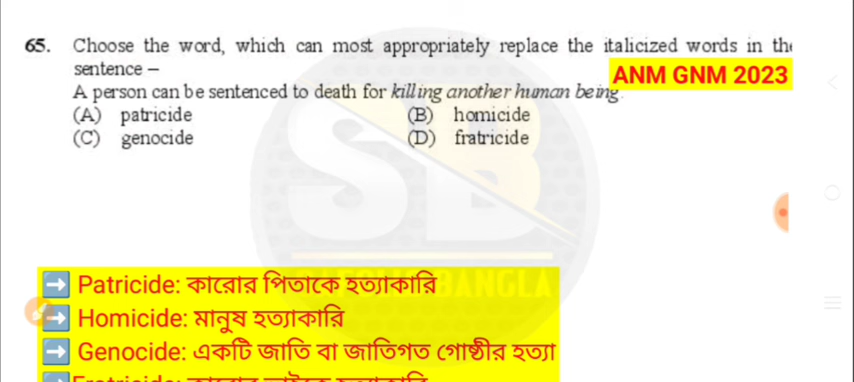 65. Choose the word, which can most appropriately replace the italicized words in the
sentence –
ANM GNM 2023
A person can be sentenced to death for killing another human being.
(A) patricide (B) homicide
(C) genocide (D) fratricide
SB
BANGLA
➡ Patricide: কারোর পিতাকে হত্যাকারি
➡ Homicide: মানুষ হত্যাকারি
➡ Genocide: একটি জাতি বা জাতিগত গোষ্ঠীর হত্যা